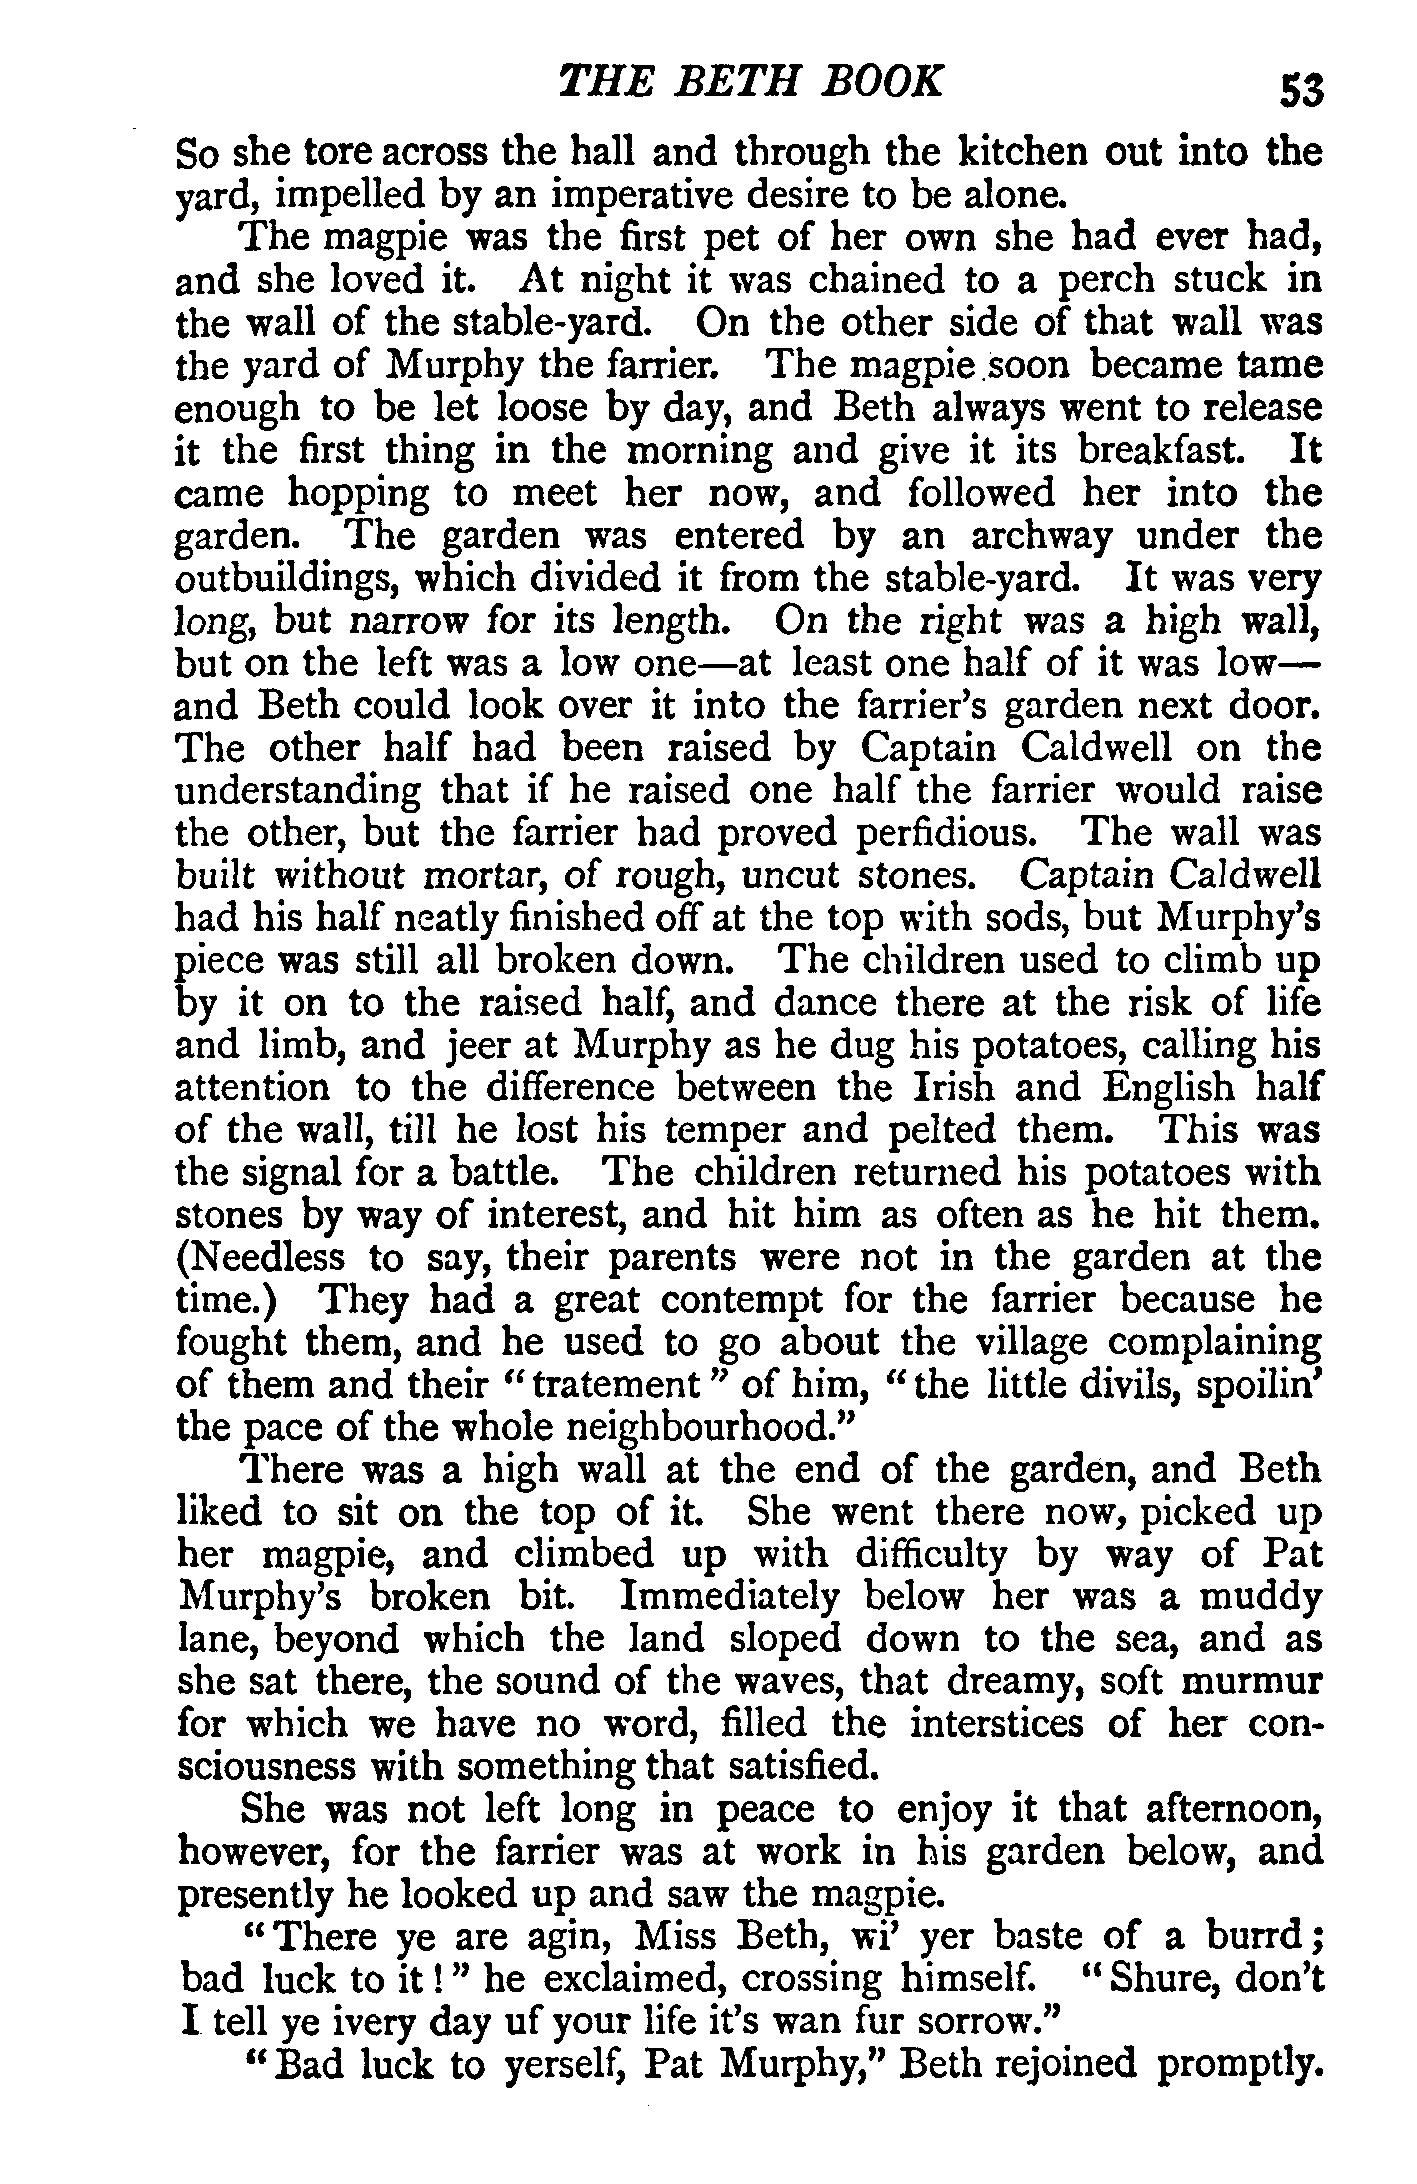 THE BETH BOOK 53
So she tore across the hall and through the kitchen out into the
yard, impelled by an imperative desire to be alone.
The magpie was the first pet of her own she had ever had,
and she loved it. At night it was chained to a perch stuck in
the wall of the stable-yard. On the other side of that wall was
the yard of Murphy the farrier. The magpie soon became tame
enough to be let loose by day, and Beth always went to release
it the first thing in the morning and give it its breakfast. It
came hopping to meet her now, and followed her into the
garden. The garden was entered by an archway under the
outbuildings, which divided it from the stable-yard. It was very
long, but narrow for its length. On the right was a high wall,
but on the left was a low one—at least one half of it was low—
and Beth could look over it into the farrier's garden next door.
The other half had been raised by Captain Caldwell on the
understanding that if he raised one half the farrier would raise
the other, but the farrier had proved perfidious. The wall was
built without mortar, of rough, uncut stones. Captain Caldwell
had his half neatly finished off at the top with sods, but Murphy's
piece was still all broken down. The children used to climb up
by it on to the raised half, and dance there at the risk of life
and limb, and jeer at Murphy as he dug his potatoes, calling his
attention to the difference between the Irish and English half
of the wall, till he lost his temper and pelted them. This was
the signal for a battle. The children returned his potatoes with
stones by way of interest, and hit him as often as he hit them.
(Needless to say, their parents were not in the garden at the
time.) They had a great contempt for the farrier because he
fought them, and he used to go about the village complaining
of them and their "tratement" of him, "the little divils, spoilin'
the pace of the whole neighbourhood."
There was a high wall at the end of the garden, and Beth
liked to sit on the top of it. She went there now, picked up
her magpie, and climbed up with difficulty by way of Pat
Murphy's broken bit. Immediately below her was a muddy
lane, beyond which the land sloped down to the sea, and as
she sat there, the sound of the waves, that dreamy, soft murmur
for which we have no word, filled the interstices of her con-
sciousness with something that satisfied.
She was not left long in peace to enjoy it that afternoon,
however, for the farrier was at work in his garden below, and
presently he looked up and saw the magpie.
"There ye are agin, Miss Beth, wi' yer baste of a burrd;
bad luck to it!" he exclaimed, crossing himself. "Shure, don't
I tell ye ivery day uf your life it's wan fur sorrow."
"Bad luck to yerself, Pat Murphy," Beth rejoined promptly.